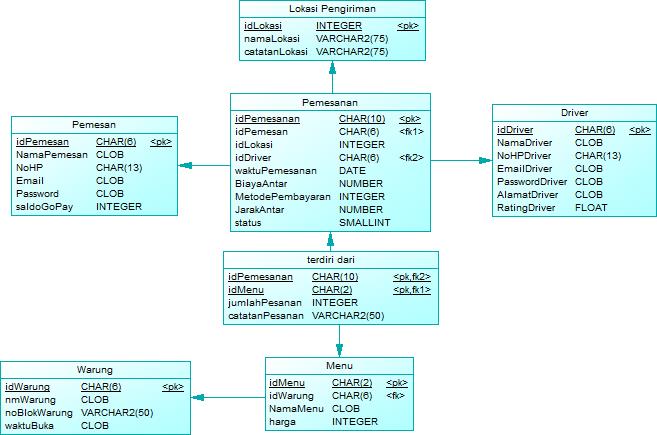 Lokasi Pengiriman
idLokasi INTEGER <pk>
namaLokasi VARCHAR2(75)
catatanLokasi VARCHAR2(75)
Pemesan
idPemesan CHAR(6) <pk>
NamaPemesan CLOB
NoHP CHAR(13)
Email CLOB
Password CLOB
saldoGoPay INTEGER
Pemesanan
idPemesanan CHAR(10) <pk>
idPemesan CHAR(6) <fk1>
idLokasi INTEGER
idDriver CHAR(6) <fk2>
waktuPemesanan DATE
BiayaAntar NUMBER
MetodePembayaran INTEGER
JarakAntar NUMBER
status SMALLINT
Driver
idDriver CHAR(6) <pk>
NamaDriver CLOB
NoHPDriver CHAR(13)
EmailDriver CLOB
PasswordDriver CLOB
AlamatDriver CLOB
RatingDriver FLOAT
terdiri dari
idPemesanan CHAR(10) <pk,fk2>
idMenu CHAR(2) <pk,fk1>
jumlahPesanan INTEGER
catatanPesanan VARCHAR2(50)
Warung
idWarung CHAR(6) <pk>
nmWarung CLOB
noBlokWarung VARCHAR2(50)
waktuBuka CLOB
Menu
idMenu CHAR(2) <pk>
idWarung CHAR(6) <fk>
NamaMenu CLOB
harga INTEGER